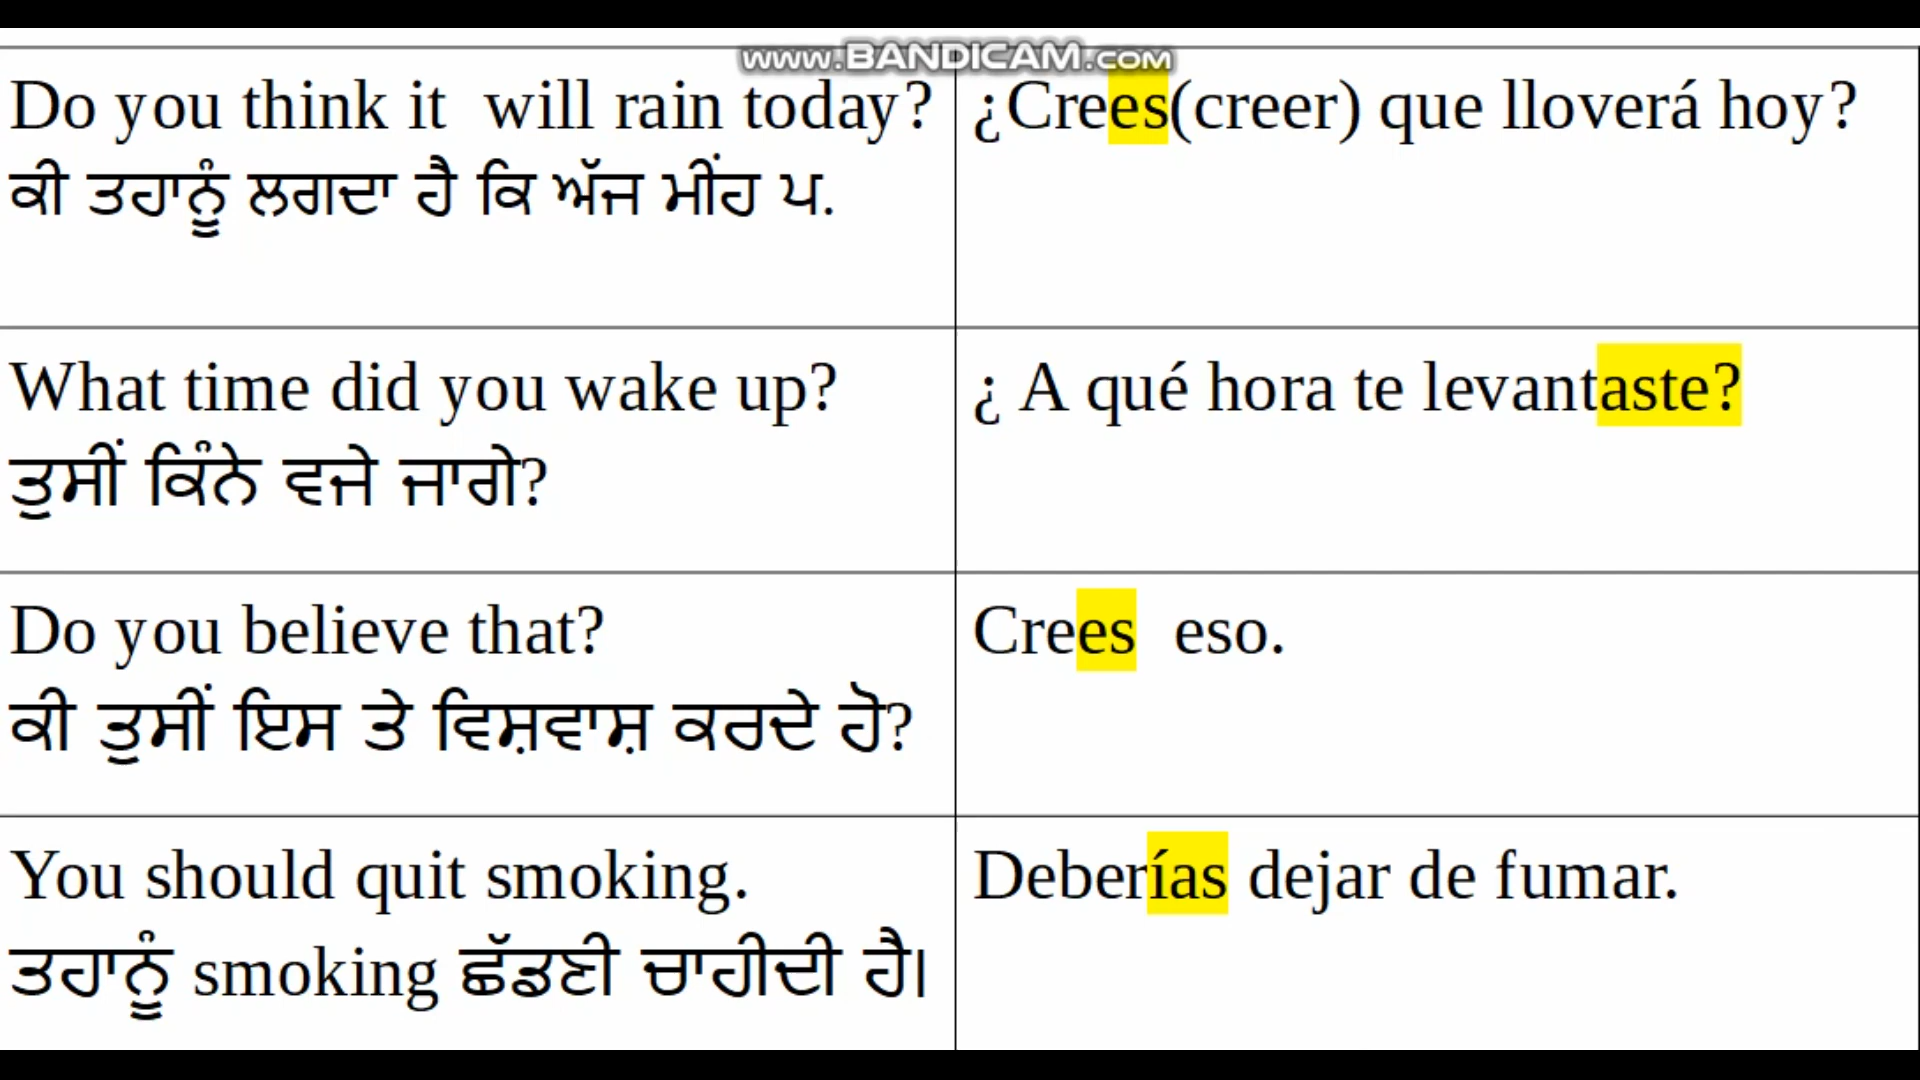 www.BANDICAM.com
Do you think it will rain today?
ਕੀ ਤਹਾਨੂੰ ਲਗਦਾ ਹੈ ਕਿ ਅੱਜ ਮੀਂਹ ਪ.
¿Crees(creer) que lloverá hoy?
What time did you wake up?
ਤੁਸੀਂ ਕਿੰਨੇ ਵਜੇ ਜਾਗੇ?
¿ A qué hora te levantaste?
Do you believe that?
ਕੀ ਤੁਸੀਂ ਇਸ ਤੇ ਵਿਸ਼ਵਾਸ਼ ਕਰਦੇ ਹੋ?
Crees eso.
You should quit smoking.
ਤਹਾਨੂੰ smoking ਛੱਡਣੀ ਚਾਹੀਦੀ ਹੈ।
Deberías dejar de fumar.